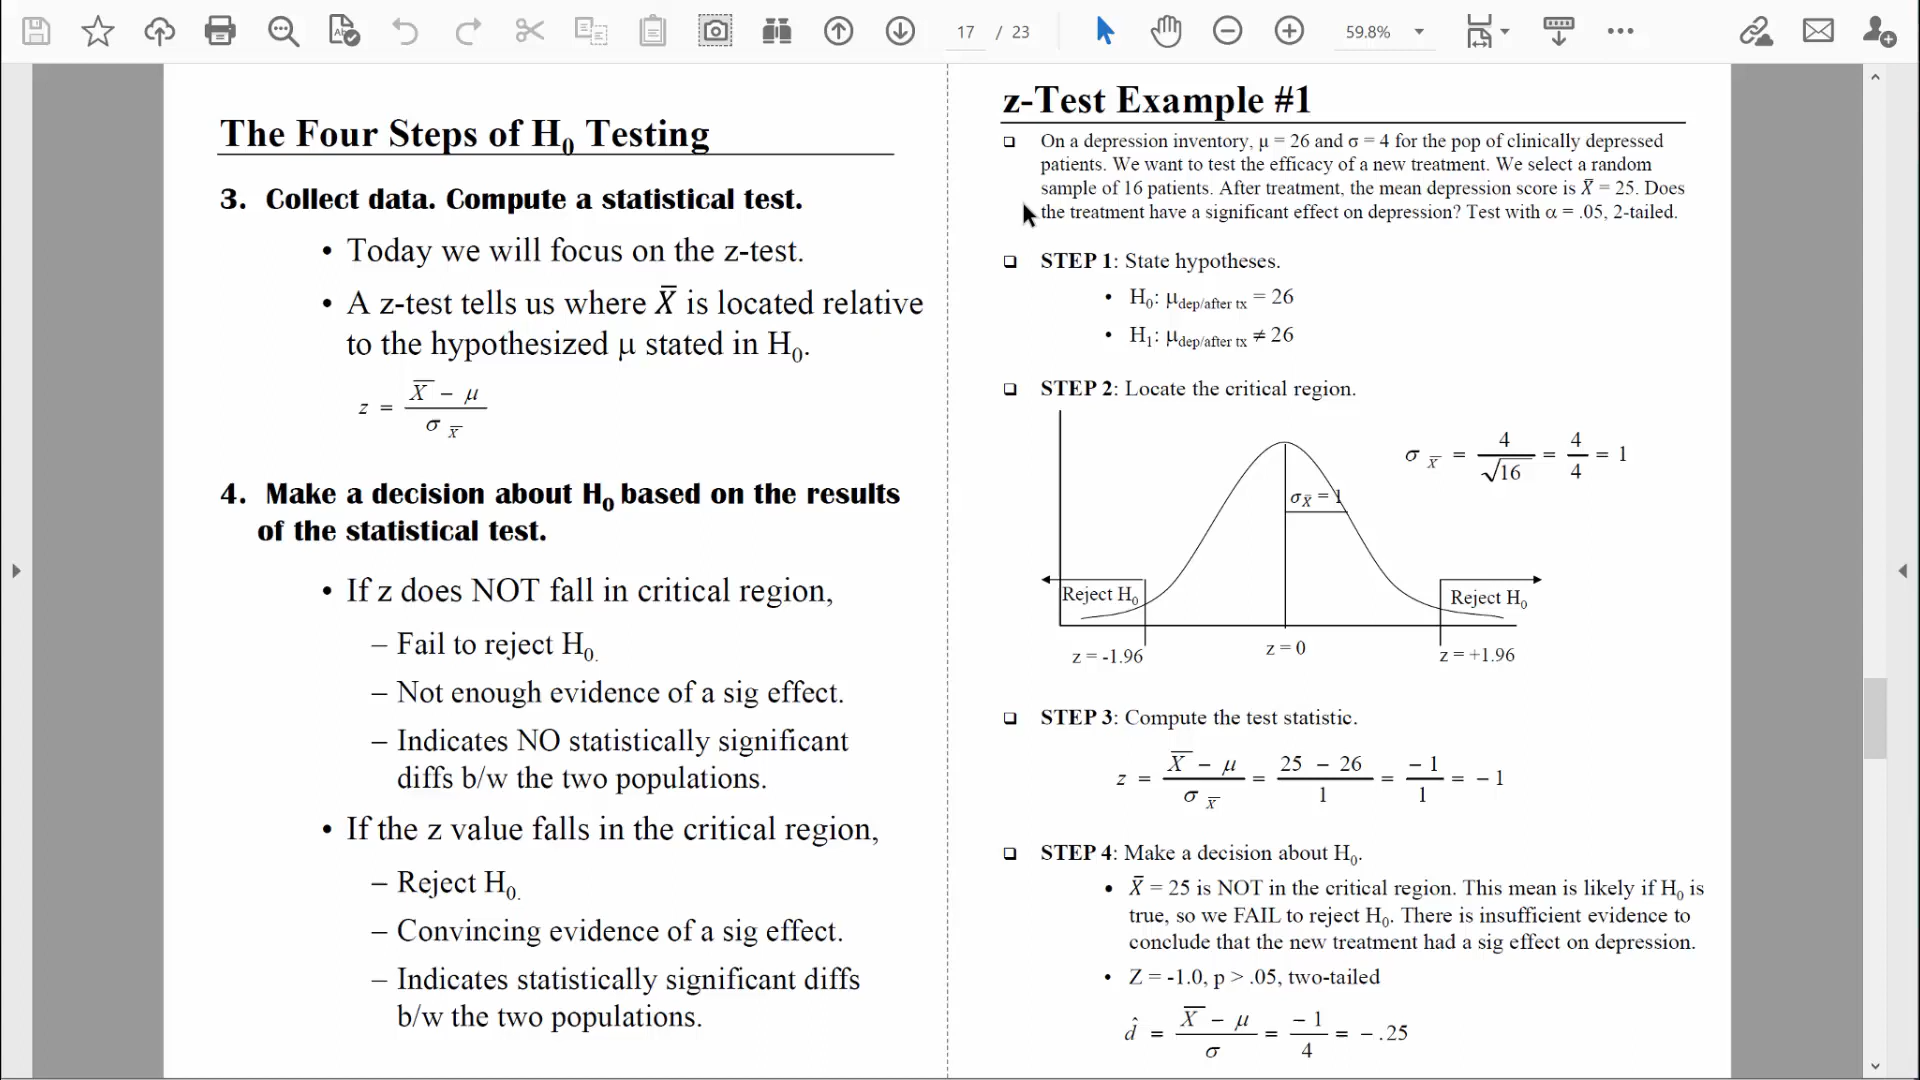 17 / 23
59.8%
The Four Steps of H₀ Testing
3. Collect data. Compute a statistical test.
• Today we will focus on the z-test.
• A z-test tells us where X̅ is located relative
to the hypothesized μ stated in H₀.
z = (X̅ − μ) / σ_X̅
4. Make a decision about H₀ based on the results
of the statistical test.
• If z does NOT fall in critical region,
– Fail to reject H₀.
– Not enough evidence of a sig effect.
– Indicates NO statistically significant
diffs b/w the two populations.
• If the z value falls in the critical region,
– Reject H₀.
– Convincing evidence of a sig effect.
– Indicates statistically significant diffs
b/w the two populations.
z-Test Example #1
❑ On a depression inventory, μ = 26 and σ = 4 for the pop of clinically depressed
patients. We want to test the efficacy of a new treatment. We select a random
sample of 16 patients. After treatment, the mean depression score is X̅ = 25. Does
the treatment have a significant effect on depression? Test with α = .05, 2-tailed.
❑ STEP 1: State hypotheses.
• H₀: μ dep/after tx = 26
• H₁: μ dep/after tx ≠ 26
❑ STEP 2: Locate the critical region.
σ_X̅ = 4 / √16 = 4 / 4 = 1
σ_X̅ = 1
Reject H₀
Reject H₀
z = -1.96
z = 0
z = +1.96
❑ STEP 3: Compute the test statistic.
z = (X̅ − μ) / σ_X̅ = (25 − 26) / 1 = −1 / 1 = −1
❑ STEP 4: Make a decision about H₀.
• X̅ = 25 is NOT in the critical region. This mean is likely if H₀ is
true, so we FAIL to reject H₀. There is insufficient evidence to
conclude that the new treatment had a sig effect on depression.
• Z = -1.0, p > .05, two-tailed
d̂ = (X̅ − μ) / σ = −1 / 4 = −.25